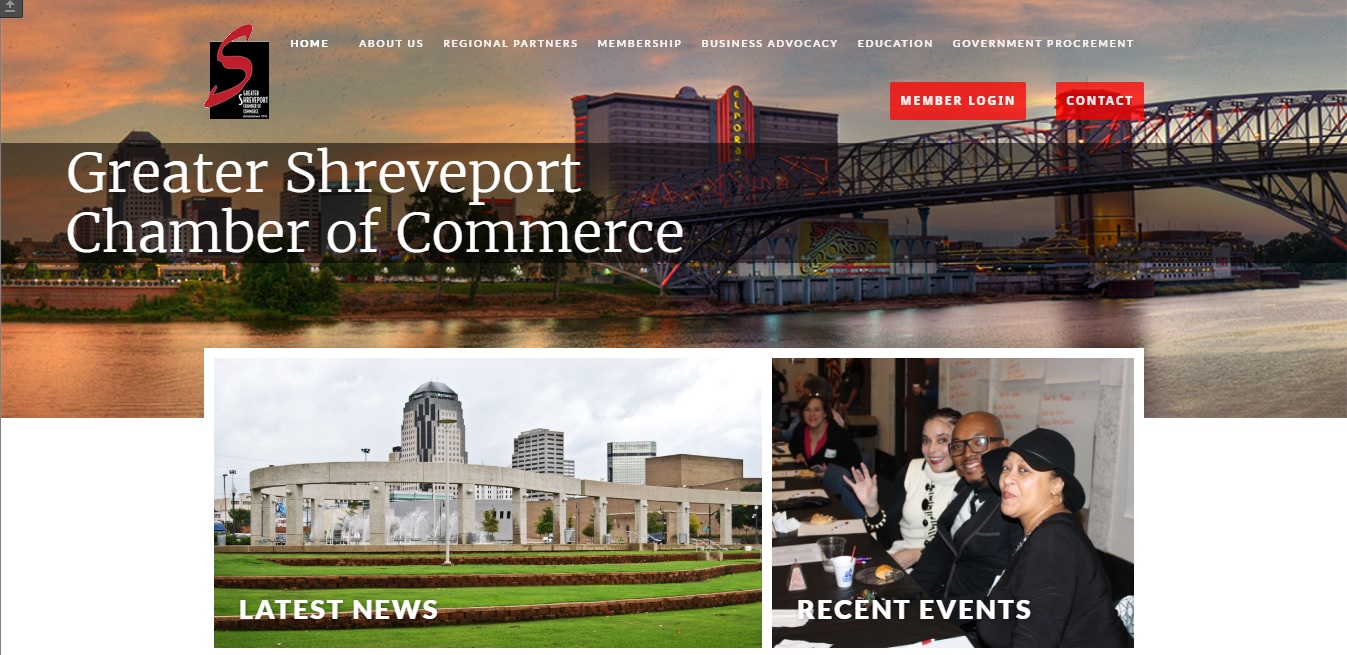 HOME ABOUT US REGIONAL PARTNERS MEMBERSHIP BUSINESS ADVOCACY EDUCATION GOVERNMENT PROCREMENT
GREATER
SHREVEPORT
CHAMBER OF
COMMERCE
MEMBER LOGIN CONTACT
ELDORADO
Greater Shreveport
Chamber of Commerce
LATEST NEWS
RECENT EVENTS